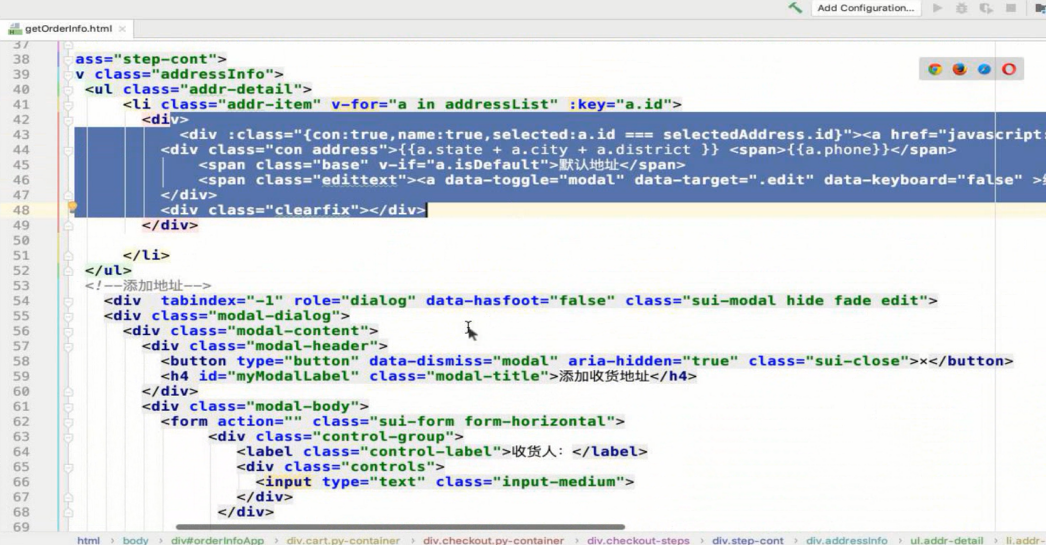 Add Configuration...
getOrderInfo.html
37
38 ass="step-cont">
39 v class="addressInfo">
40 <ul class="addr-detail">
41 <li class="addr-item" v-for="a in addressList" :key="a.id">
42 <div>
43 <div :class="{con:true,name:true,selected:a.id === selectedAddress.id}"><a href="javascript:
44 <div class="con address">{{a.state + a.city + a.district }} <span>{{a.phone}}</span>
45 <span class="base" v-if="a.isDefault">默认地址</span>
46 <span class="edittext"><a data-toggle="modal" data-target=".edit" data-keyboard="false" >
47 </div>
48 <div class="clearfix"></div>
49 </div>
50
51 </li>
52 </ul>
53 <!--添加地址-->
54 <div tabindex="-1" role="dialog" data-hasfoot="false" class="sui-modal hide fade edit">
55 <div class="modal-dialog">
56 <div class="modal-content">
57 <div class="modal-header">
58 <button type="button" data-dismiss="modal" aria-hidden="true" class="sui-close">×</button>
59 <h4 id="myModalLabel" class="modal-title">添加收货地址</h4>
60 </div>
61 <div class="modal-body">
62 <form action="" class="sui-form form-horizontal">
63 <div class="control-group">
64 <label class="control-label">收货人：</label>
65 <div class="controls">
66 <input type="text" class="input-medium">
67 </div>
68 </div>
69
html › body › div#orderInfoApp › div.cart.py-container › div.checkout.py-container › div.checkout-steps › div.step-cont › div.addressInfo › ul.addr-detail › li.addr-